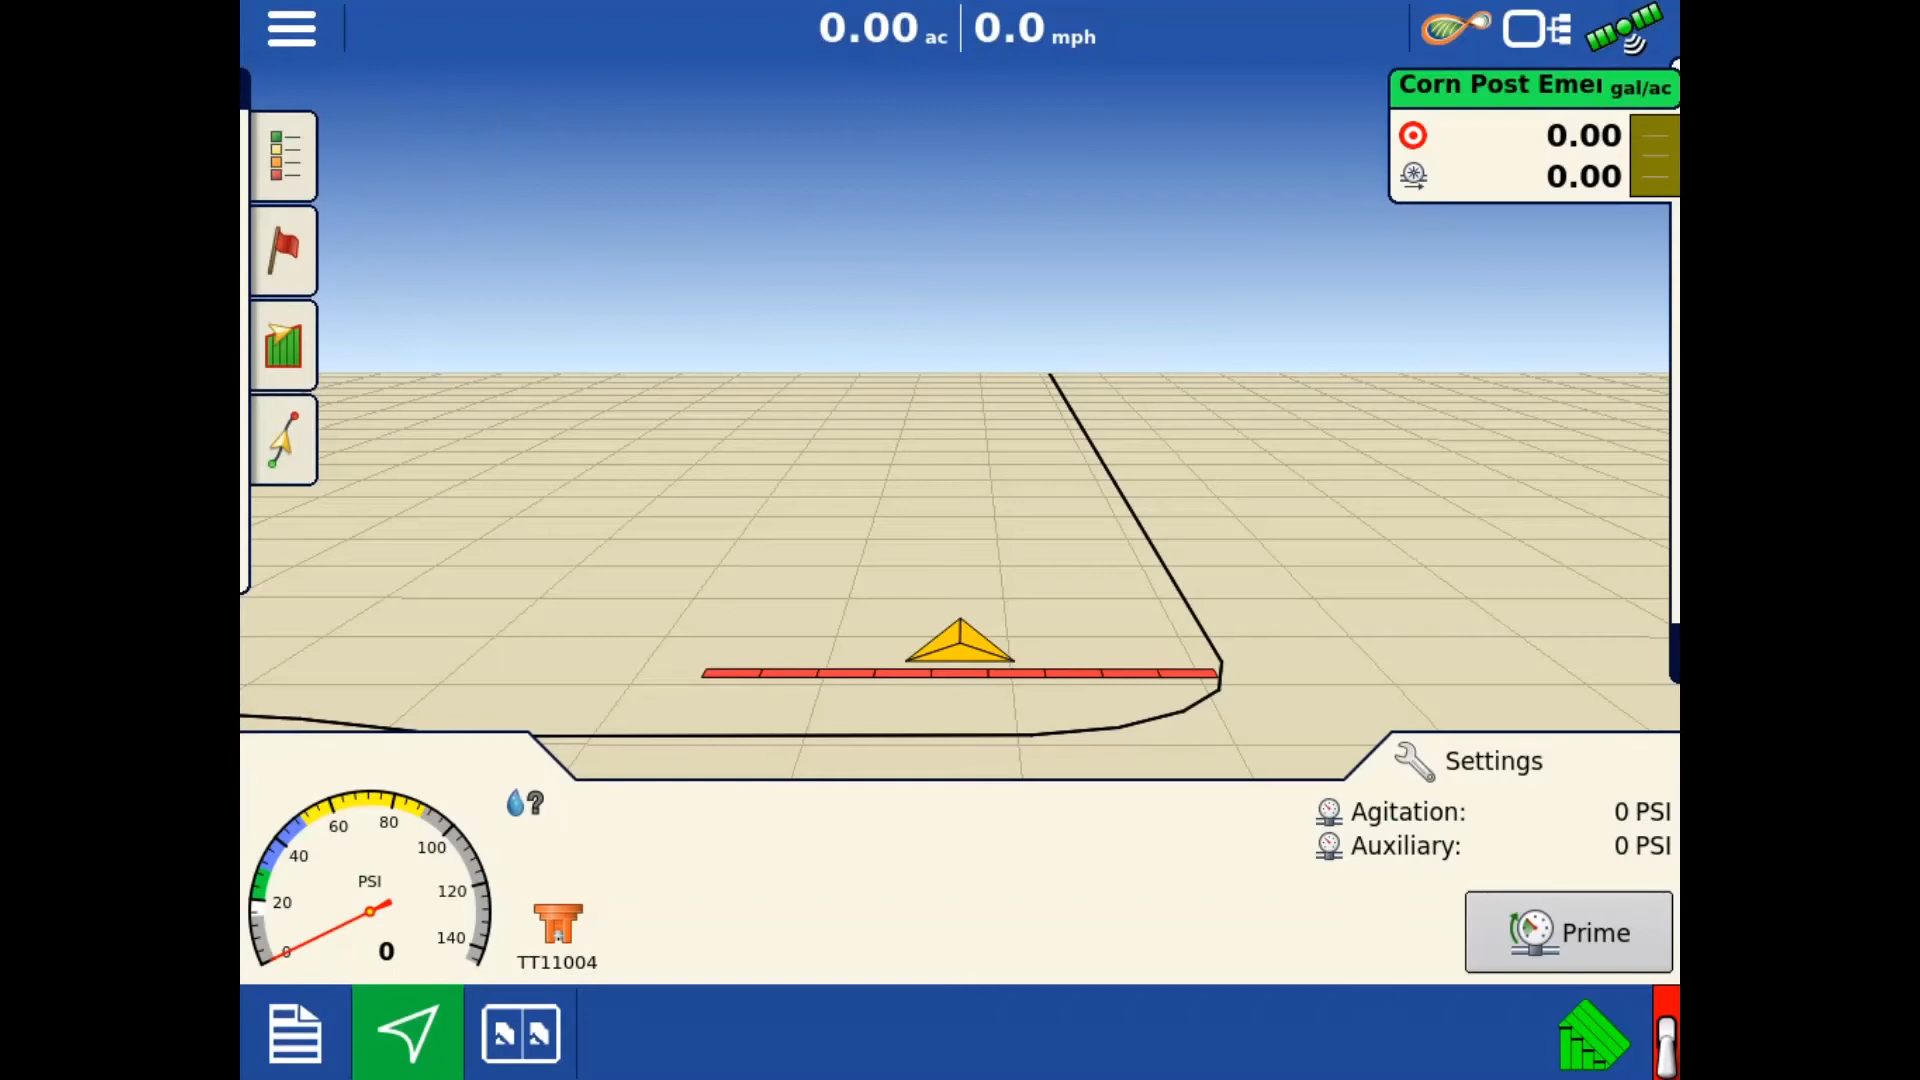 0.00 ac 0.0 mph
Corn Post Emer gal/ac
0.00
0.00
Settings
Agitation: 0 PSI
Auxiliary: 0 PSI
Prime
0 20 40 60 80 100 120 140
PSI
0
?
TT11004